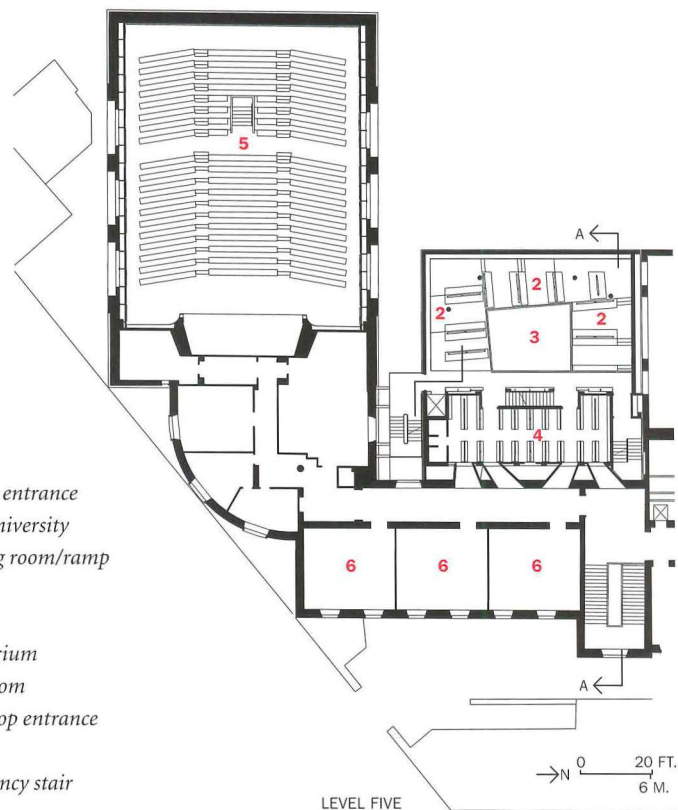 5
A
2
2
2
3
4
entrance
niversity
g room/ramp
6
6
6
rium
om
op entrance
ncy stair
A
N
0 20 FT.
6 M.
LEVEL FIVE